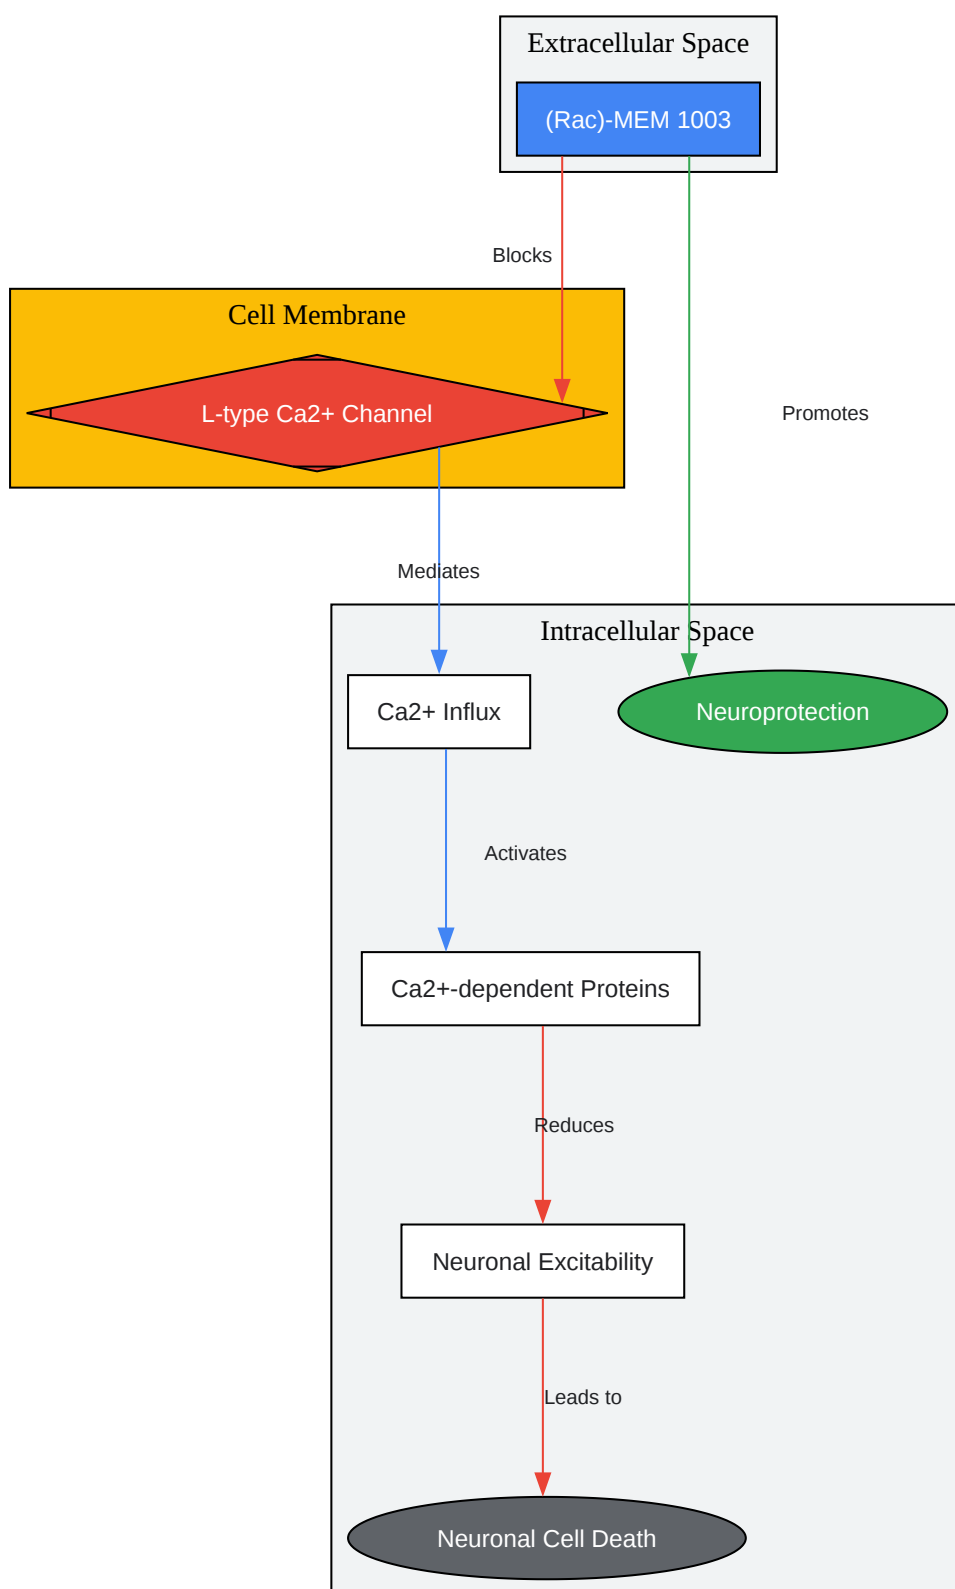 Extracellular Space
(Rac)-MEM 1003
Blocks
Cell Membrane
L-type Ca2+ Channel
Promotes
Mediates
Intracellular Space
Ca2+ Influx
Neuroprotection
Activates
Ca2+-dependent Proteins
Reduces
Neuronal Excitability
Leads to
Neuronal Cell Death